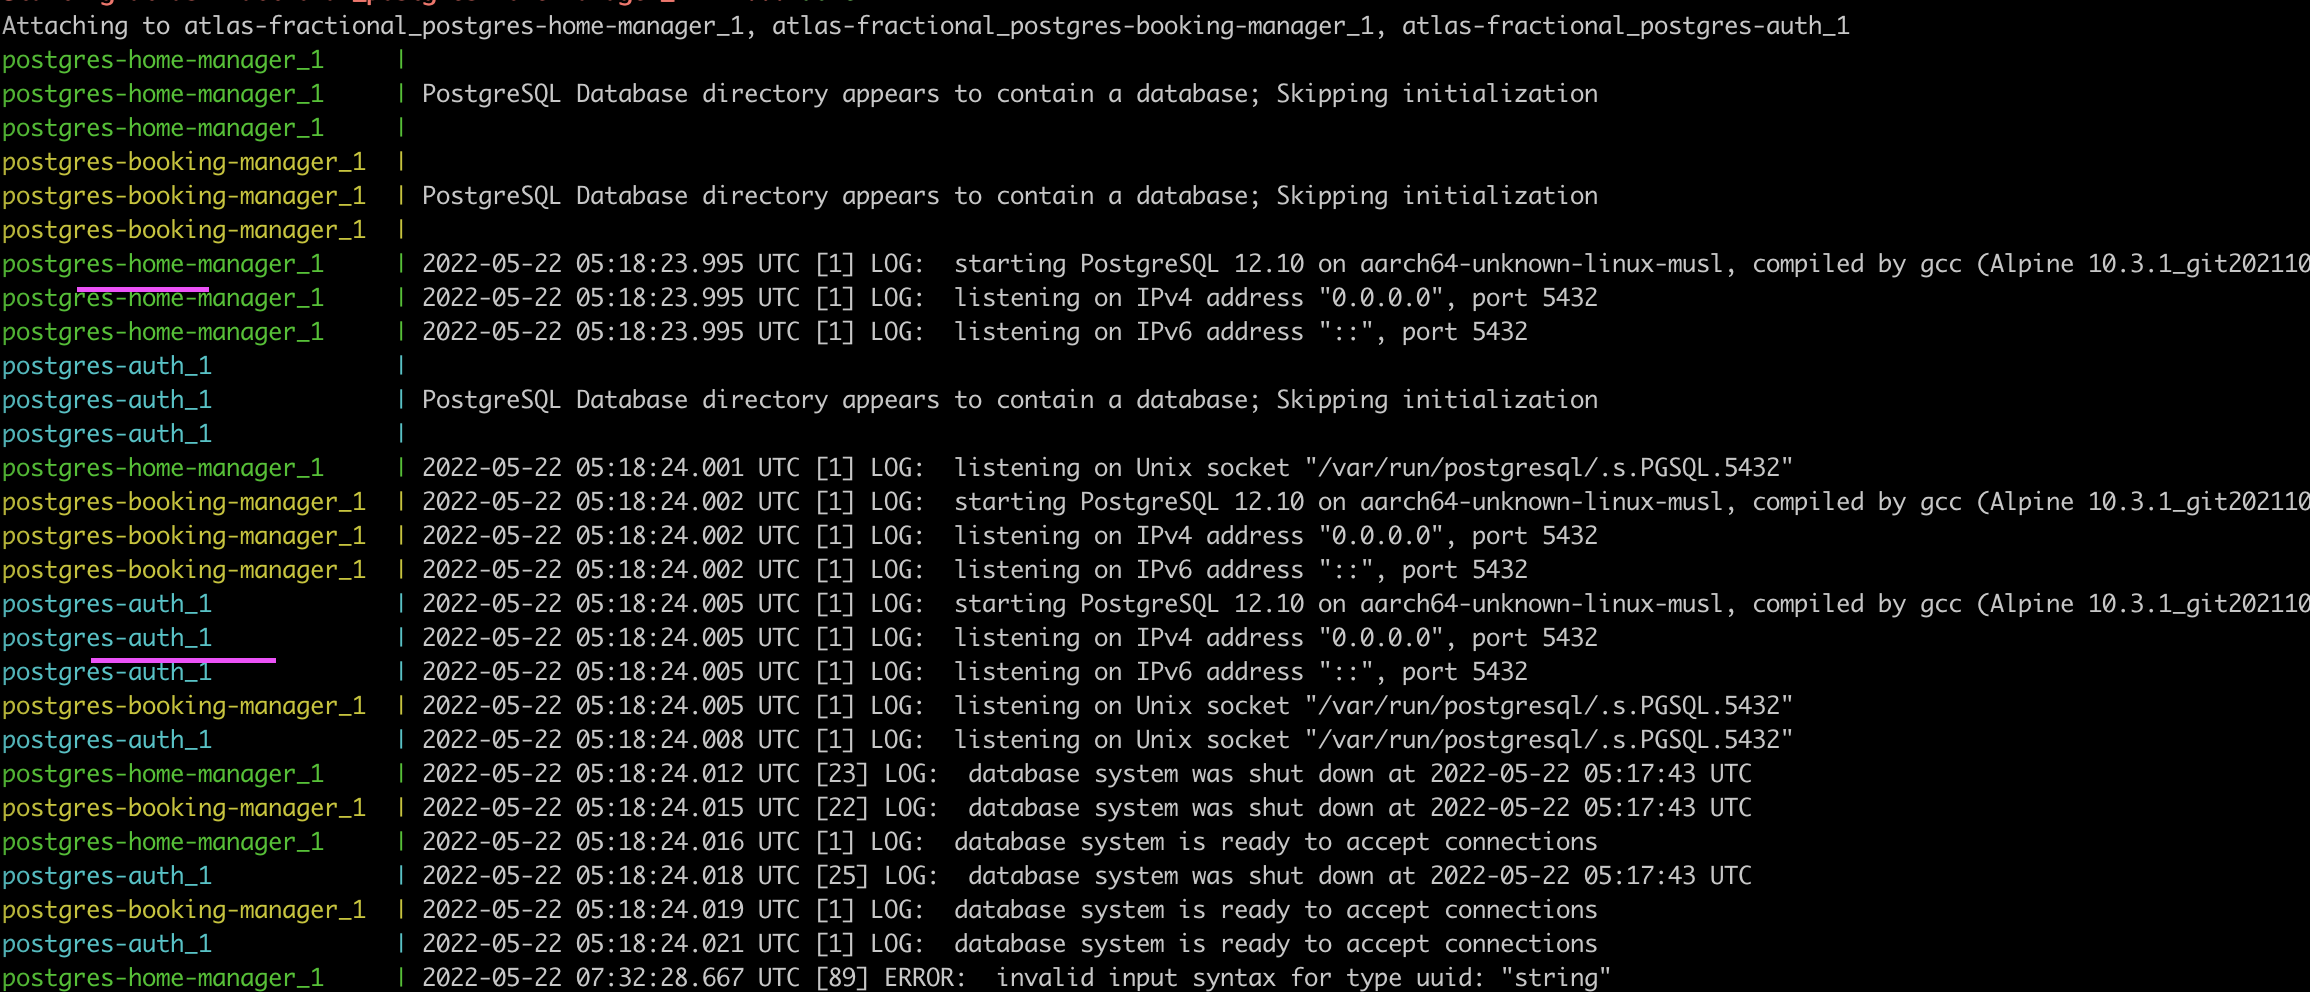 Attaching to atlas-fractional_postgres-home-manager_1, atlas-fractional_postgres-booking-manager_1, atlas-fractional_postgres-auth_1
postgres-home-manager_1 |
postgres-home-manager_1 | PostgreSQL Database directory appears to contain a database; Skipping initialization
postgres-home-manager_1 |
postgres-booking-manager_1 |
postgres-booking-manager_1 | PostgreSQL Database directory appears to contain a database; Skipping initialization
postgres-booking-manager_1 |
postgres-home-manager_1 | 2022-05-22 05:18:23.995 UTC [1] LOG: starting PostgreSQL 12.10 on aarch64-unknown-linux-musl, compiled by gcc (Alpine 10.3.1_git202110
postgres-home-manager_1 | 2022-05-22 05:18:23.995 UTC [1] LOG: listening on IPv4 address "0.0.0.0", port 5432
postgres-home-manager_1 | 2022-05-22 05:18:23.995 UTC [1] LOG: listening on IPv6 address "::", port 5432
postgres-auth_1 |
postgres-auth_1 | PostgreSQL Database directory appears to contain a database; Skipping initialization
postgres-auth_1 |
postgres-home-manager_1 | 2022-05-22 05:18:24.001 UTC [1] LOG: listening on Unix socket "/var/run/postgresql/.s.PGSQL.5432"
postgres-booking-manager_1 | 2022-05-22 05:18:24.002 UTC [1] LOG: starting PostgreSQL 12.10 on aarch64-unknown-linux-musl, compiled by gcc (Alpine 10.3.1_git202110
postgres-booking-manager_1 | 2022-05-22 05:18:24.002 UTC [1] LOG: listening on IPv4 address "0.0.0.0", port 5432
postgres-booking-manager_1 | 2022-05-22 05:18:24.002 UTC [1] LOG: listening on IPv6 address "::", port 5432
postgres-auth_1 | 2022-05-22 05:18:24.005 UTC [1] LOG: starting PostgreSQL 12.10 on aarch64-unknown-linux-musl, compiled by gcc (Alpine 10.3.1_git202110
postgres-auth_1 | 2022-05-22 05:18:24.005 UTC [1] LOG: listening on IPv4 address "0.0.0.0", port 5432
postgres-auth_1 | 2022-05-22 05:18:24.005 UTC [1] LOG: listening on IPv6 address "::", port 5432
postgres-booking-manager_1 | 2022-05-22 05:18:24.005 UTC [1] LOG: listening on Unix socket "/var/run/postgresql/.s.PGSQL.5432"
postgres-auth_1 | 2022-05-22 05:18:24.008 UTC [1] LOG: listening on Unix socket "/var/run/postgresql/.s.PGSQL.5432"
postgres-home-manager_1 | 2022-05-22 05:18:24.012 UTC [23] LOG: database system was shut down at 2022-05-22 05:17:43 UTC
postgres-booking-manager_1 | 2022-05-22 05:18:24.015 UTC [22] LOG: database system was shut down at 2022-05-22 05:17:43 UTC
postgres-home-manager_1 | 2022-05-22 05:18:24.016 UTC [1] LOG: database system is ready to accept connections
postgres-auth_1 | 2022-05-22 05:18:24.018 UTC [25] LOG: database system was shut down at 2022-05-22 05:17:43 UTC
postgres-booking-manager_1 | 2022-05-22 05:18:24.019 UTC [1] LOG: database system is ready to accept connections
postgres-auth_1 | 2022-05-22 05:18:24.021 UTC [1] LOG: database system is ready to accept connections
postgres-home-manager_1 | 2022-05-22 07:32:28.667 UTC [89] ERROR: invalid input syntax for type uuid: "string"